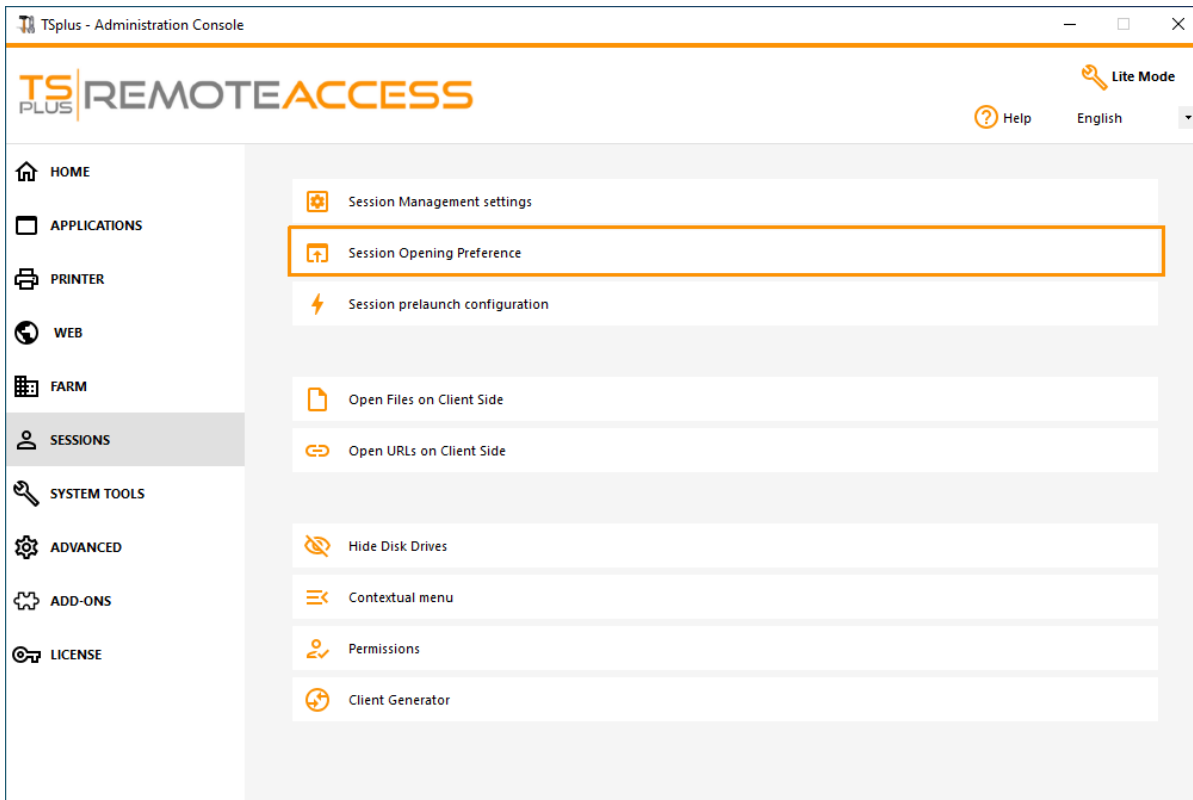 TSplus - Administration Console
TS PLUS REMOTEACCESS
Lite Mode
Help
English
HOME
APPLICATIONS
PRINTER
WEB
FARM
SESSIONS
SYSTEM TOOLS
ADVANCED
ADD-ONS
LICENSE
Session Management settings
Session Opening Preference
Session prelaunch configuration
Open Files on Client Side
Open URLs on Client Side
Hide Disk Drives
Contextual menu
Permissions
Client Generator